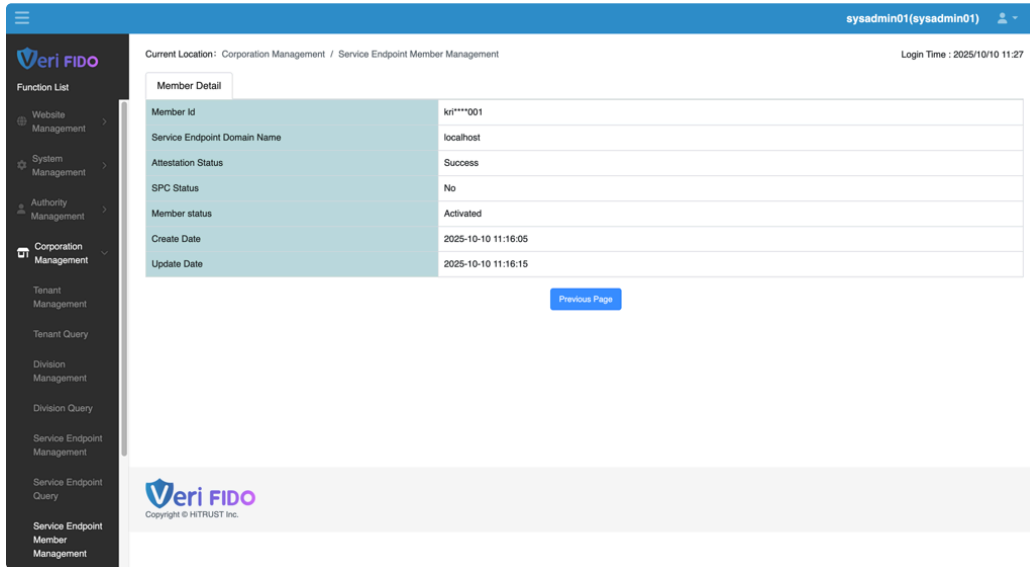 sysadmin01(sysadmin01)
Veri FIDO
Function List
Website
Management
System
Management
Authority
Management
Corporation
Management
Tenant
Management
Tenant Query
Division
Management
Division Query
Service Endpoint
Management
Service Endpoint
Query
Service Endpoint
Member
Management
Current Location: Corporation Management / Service Endpoint Member Management
Login Time : 2025/10/10 11:27
Member Detail
Member Id kri****001
Service Endpoint Domain Name localhost
Attestation Status Success
SPC Status No
Member status Activated
Create Date 2025-10-10 11:16:05
Update Date 2025-10-10 11:16:15
Previous Page
Veri FIDO
Copyright © HiTRUST Inc.